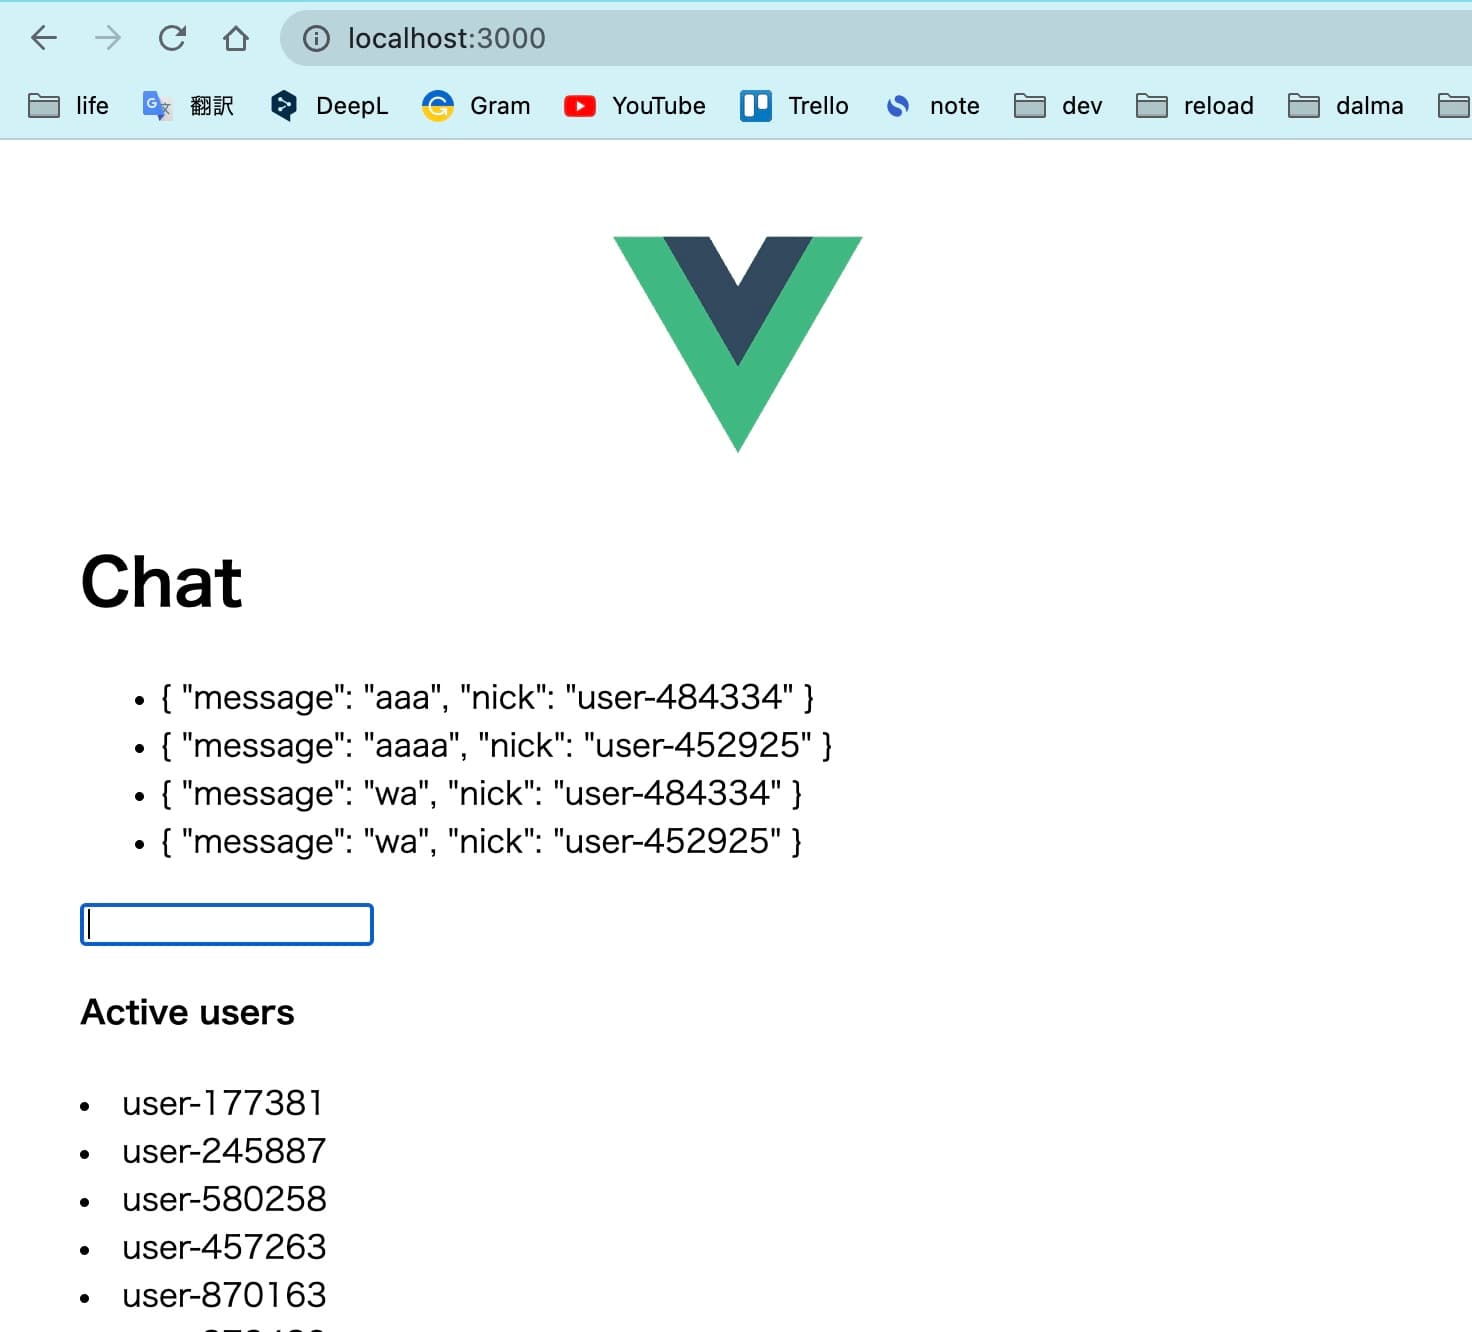 localhost:3000
life 翻訳 DeepL Gram YouTube Trello note dev reload dalma
Chat
• { "message": "aaa", "nick": "user-484334" }
• { "message": "aaaa", "nick": "user-452925" }
• { "message": "wa", "nick": "user-484334" }
• { "message": "wa", "nick": "user-452925" }
Active users
• user-177381
• user-245887
• user-580258
• user-457263
• user-870163